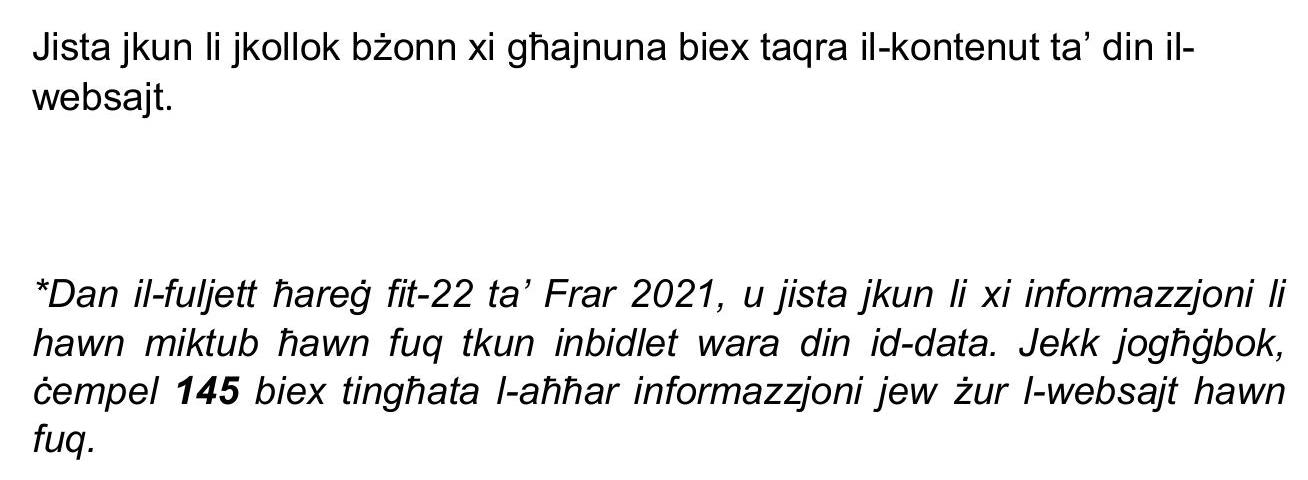 Jista jkun li jkollok bżonn xi għajnuna biex taqra il-kontenut ta’ din il-
websajt.
*Dan il-fuljett ħareġ fit-22 ta’ Frar 2021, u jista jkun li xi informazzjoni li
hawn miktub ħawn fuq tkun inbidlet wara din id-data. Jekk jogħġbok,
ċempel 145 biex tingħata l-aħħar informazzjoni jew żur l-websajt hawn
fuq.